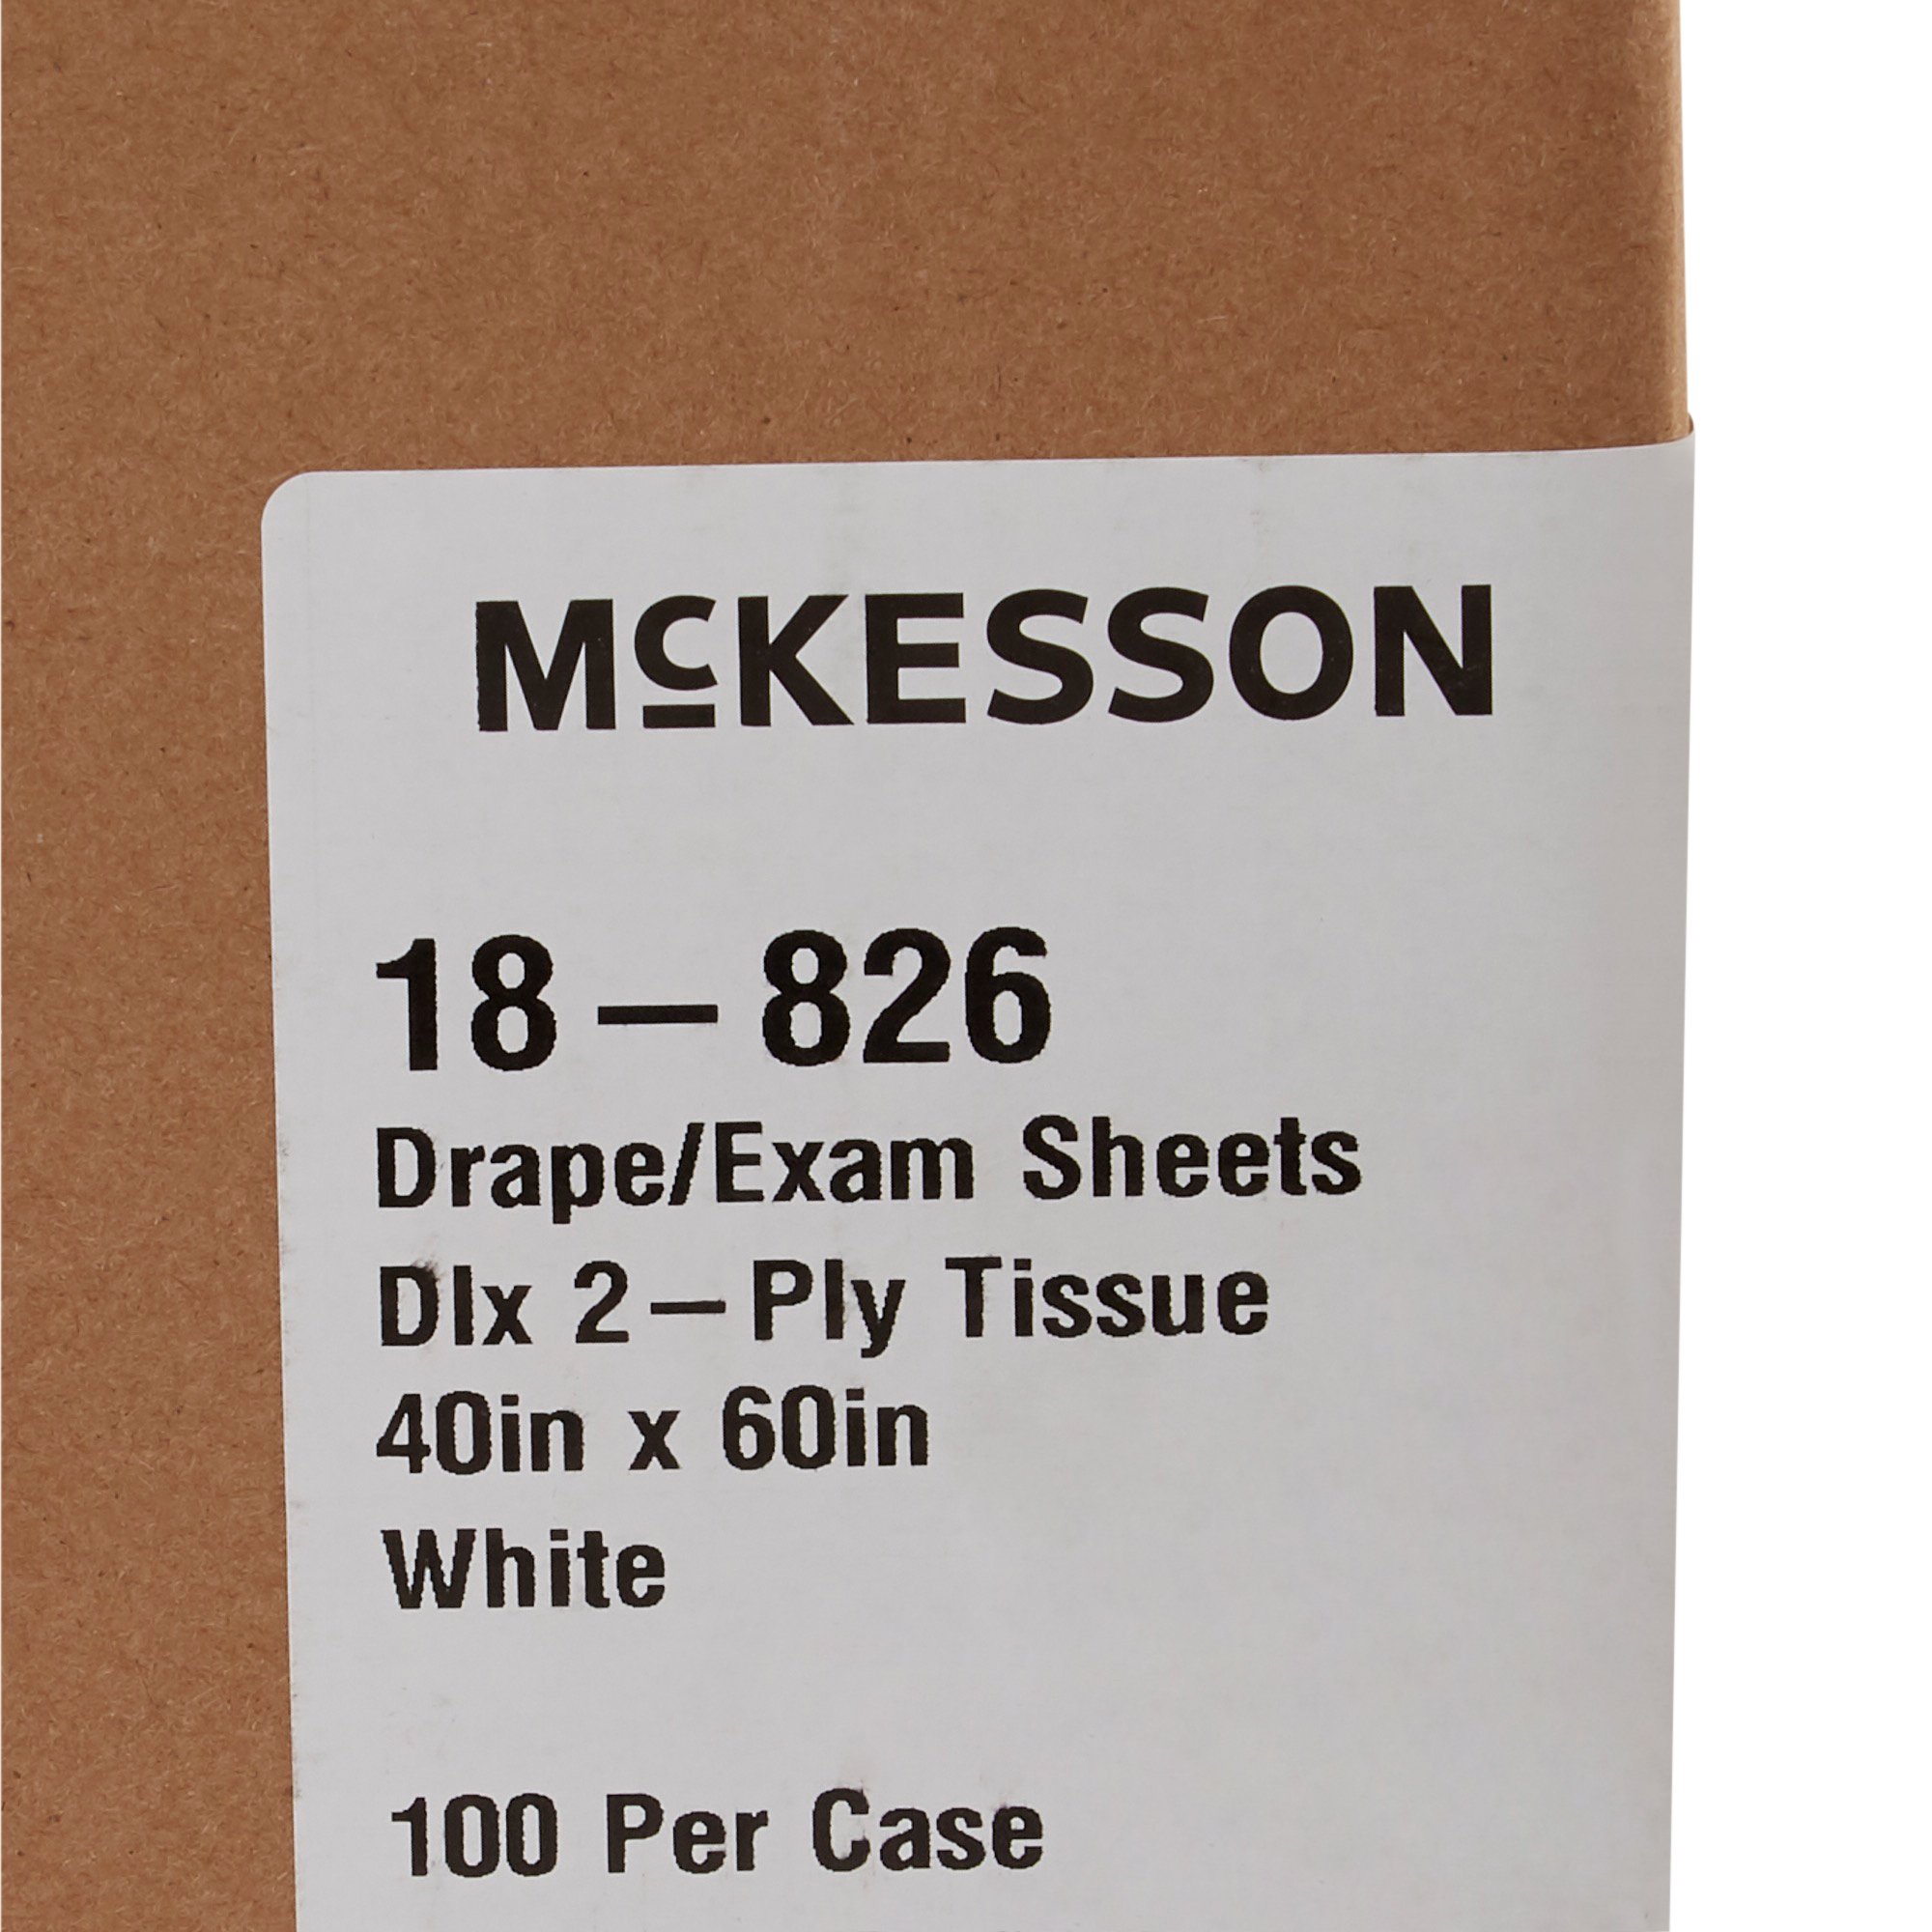 McKESSON
18-826
Drape/Exam Sheets
Dlx 2-Ply Tissue
40in x 60in
White
100 Per Case